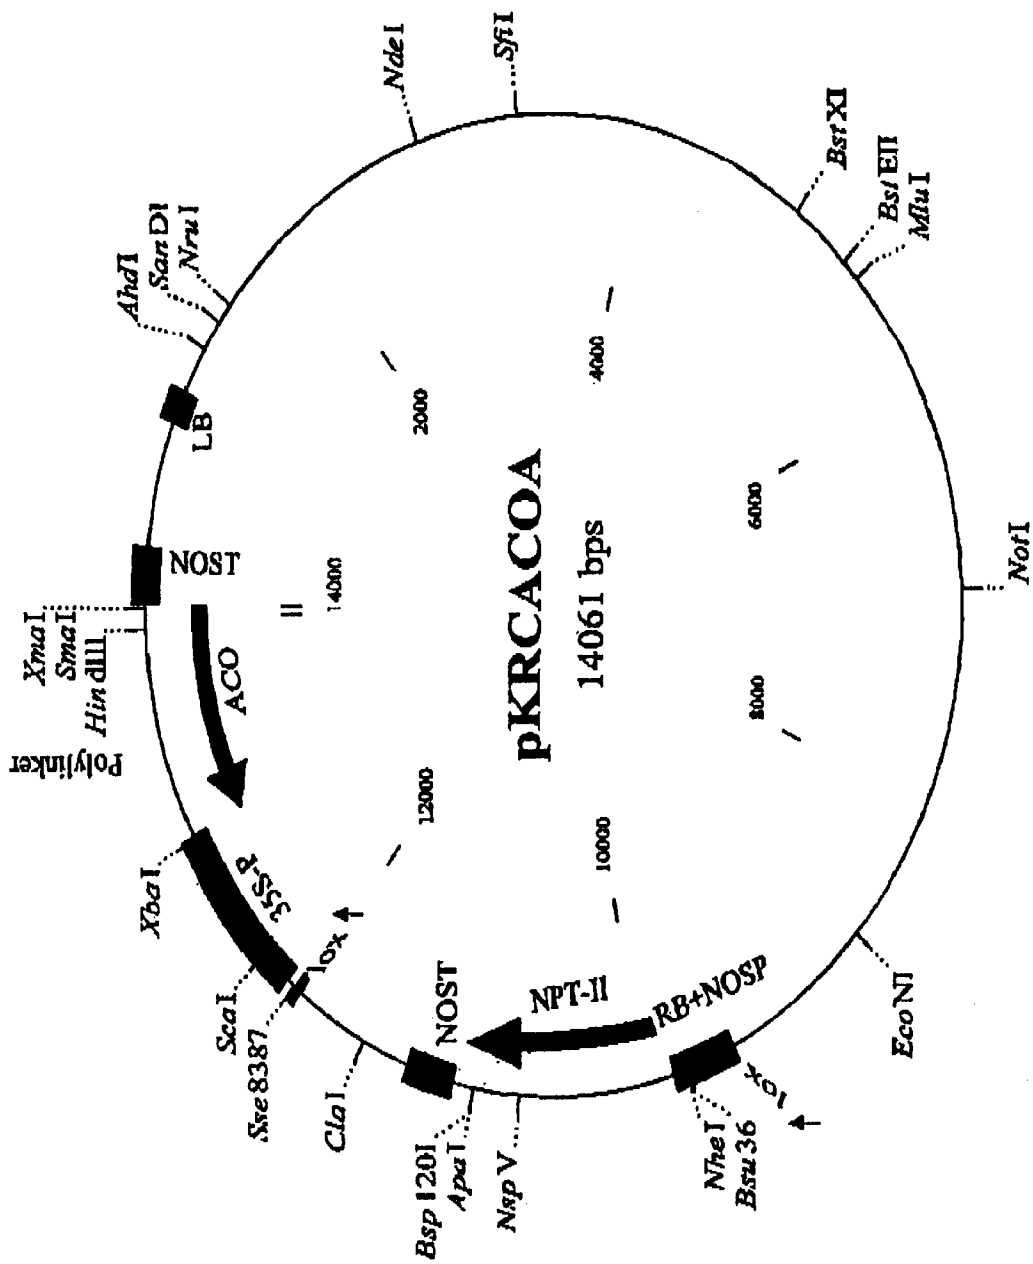 pKRCACOA
14061 bps
14000
2000
4000
6000
8000
10000
12000
LB
AhdI
SanDI
NruI
NdeI
SfiI
BstXI
BstEII
MluI
NotI
EcoNI
lox
RB+NOSP
NheI
Bsu36
NPT-II
NspV
ApaI
Bsp120I
NOST
ClaI
lox
Sse8387
ScaI
35S-P
XbaI
Polylinker
ACO
HindIII
SmaI
XmaI
NOST